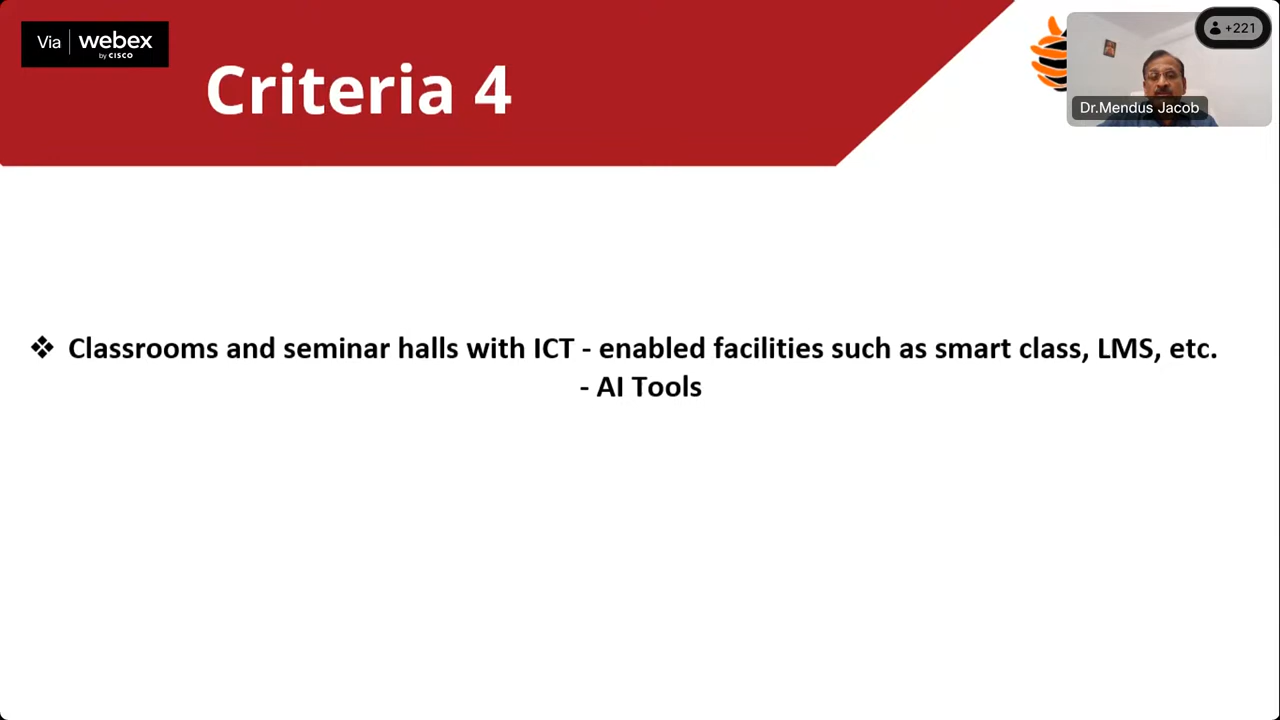 Via webex
by CISCO
Criteria 4
+221
Dr.Mendus Jacob
❖ Classrooms and seminar halls with ICT - enabled facilities such as smart class, LMS, etc.
- AI Tools